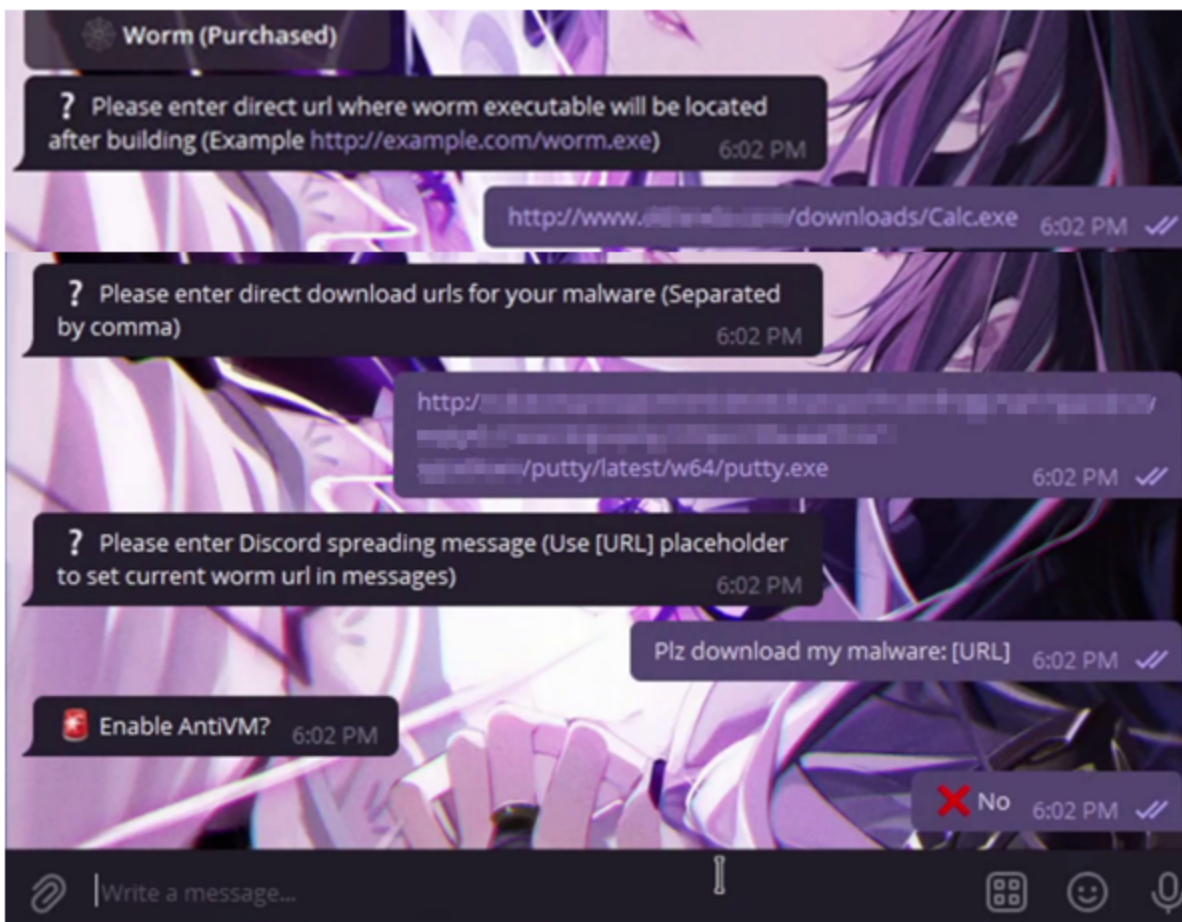 Worm (Purchased)
? Please enter direct url where worm executable will be located
after building (Example http://example.com/worm.exe)
6:02 PM
http://www. /downloads/Calc.exe
6:02 PM
? Please enter direct download urls for your malware (Separated
by comma)
6:02 PM
http:/
/putty/latest/w64/putty.exe
6:02 PM
? Please enter Discord spreading message (Use [URL] placeholder
to set current worm url in messages)
6:02 PM
Plz download my malware: [URL]
6:02 PM
Enable AntiVM?
6:02 PM
No
6:02 PM
Write a message...